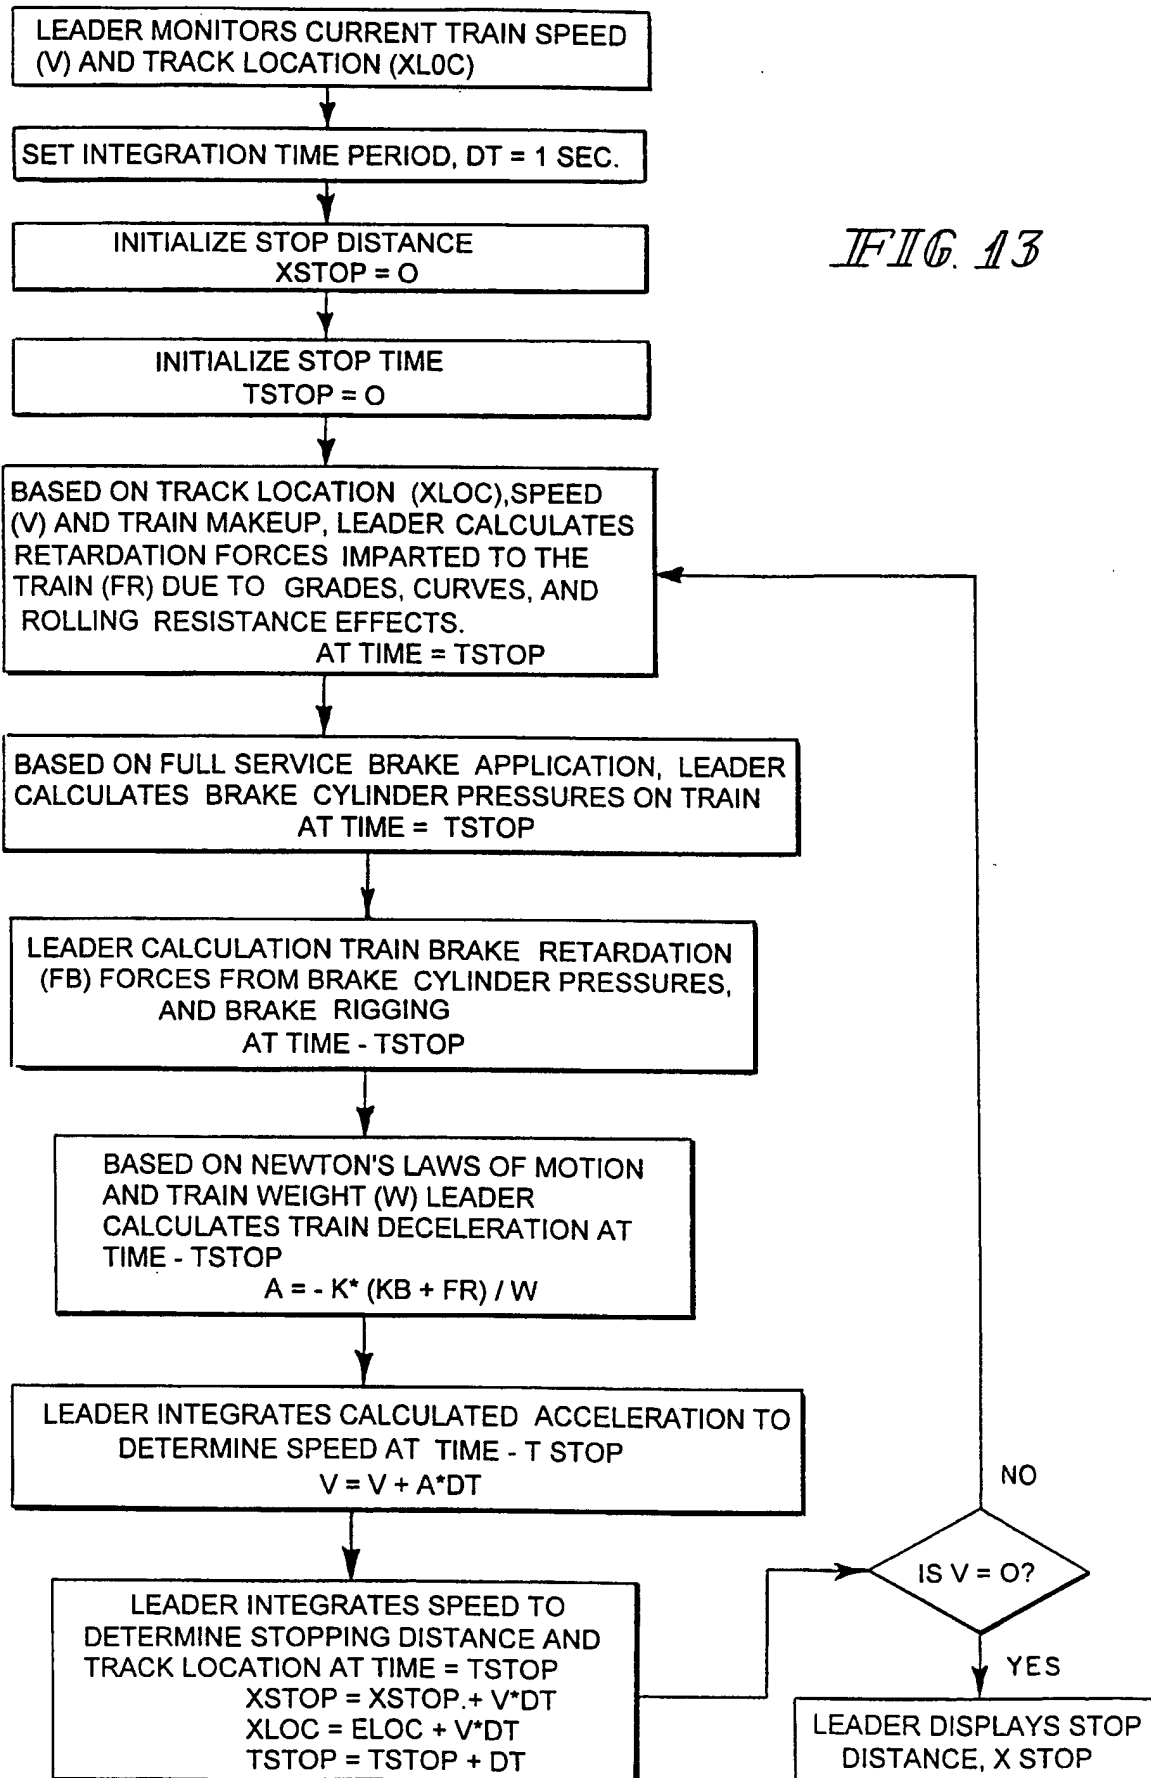 LEADER MONITORS CURRENT TRAIN SPEED
(V) AND TRACK LOCATION (XL0C)
SET INTEGRATION TIME PERIOD, DT = 1 SEC.
INITIALIZE STOP DISTANCE
XSTOP = O
FIG. 13
INITIALIZE STOP TIME
TSTOP = O
BASED ON TRACK LOCATION (XLOC),SPEED
(V) AND TRAIN MAKEUP, LEADER CALCULATES
RETARDATION FORCES IMPARTED TO THE
TRAIN (FR) DUE TO GRADES, CURVES, AND
ROLLING RESISTANCE EFFECTS.
AT TIME = TSTOP
BASED ON FULL SERVICE BRAKE APPLICATION, LEADER
CALCULATES BRAKE CYLINDER PRESSURES ON TRAIN
AT TIME = TSTOP
LEADER CALCULATION TRAIN BRAKE RETARDATION
(FB) FORCES FROM BRAKE CYLINDER PRESSURES,
AND BRAKE RIGGING
AT TIME - TSTOP
BASED ON NEWTON'S LAWS OF MOTION
AND TRAIN WEIGHT (W) LEADER
CALCULATES TRAIN DECELERATION AT
TIME - TSTOP
A = - K* (KB + FR) / W
LEADER INTEGRATES CALCULATED ACCELERATION TO
DETERMINE SPEED AT TIME - T STOP
V = V + A*DT
NO
IS V = O?
YES
LEADER INTEGRATES SPEED TO
DETERMINE STOPPING DISTANCE AND
TRACK LOCATION AT TIME = TSTOP
XSTOP = XSTOP.+ V*DT
XLOC = ELOC + V*DT
TSTOP = TSTOP + DT
LEADER DISPLAYS STOP
DISTANCE, X STOP